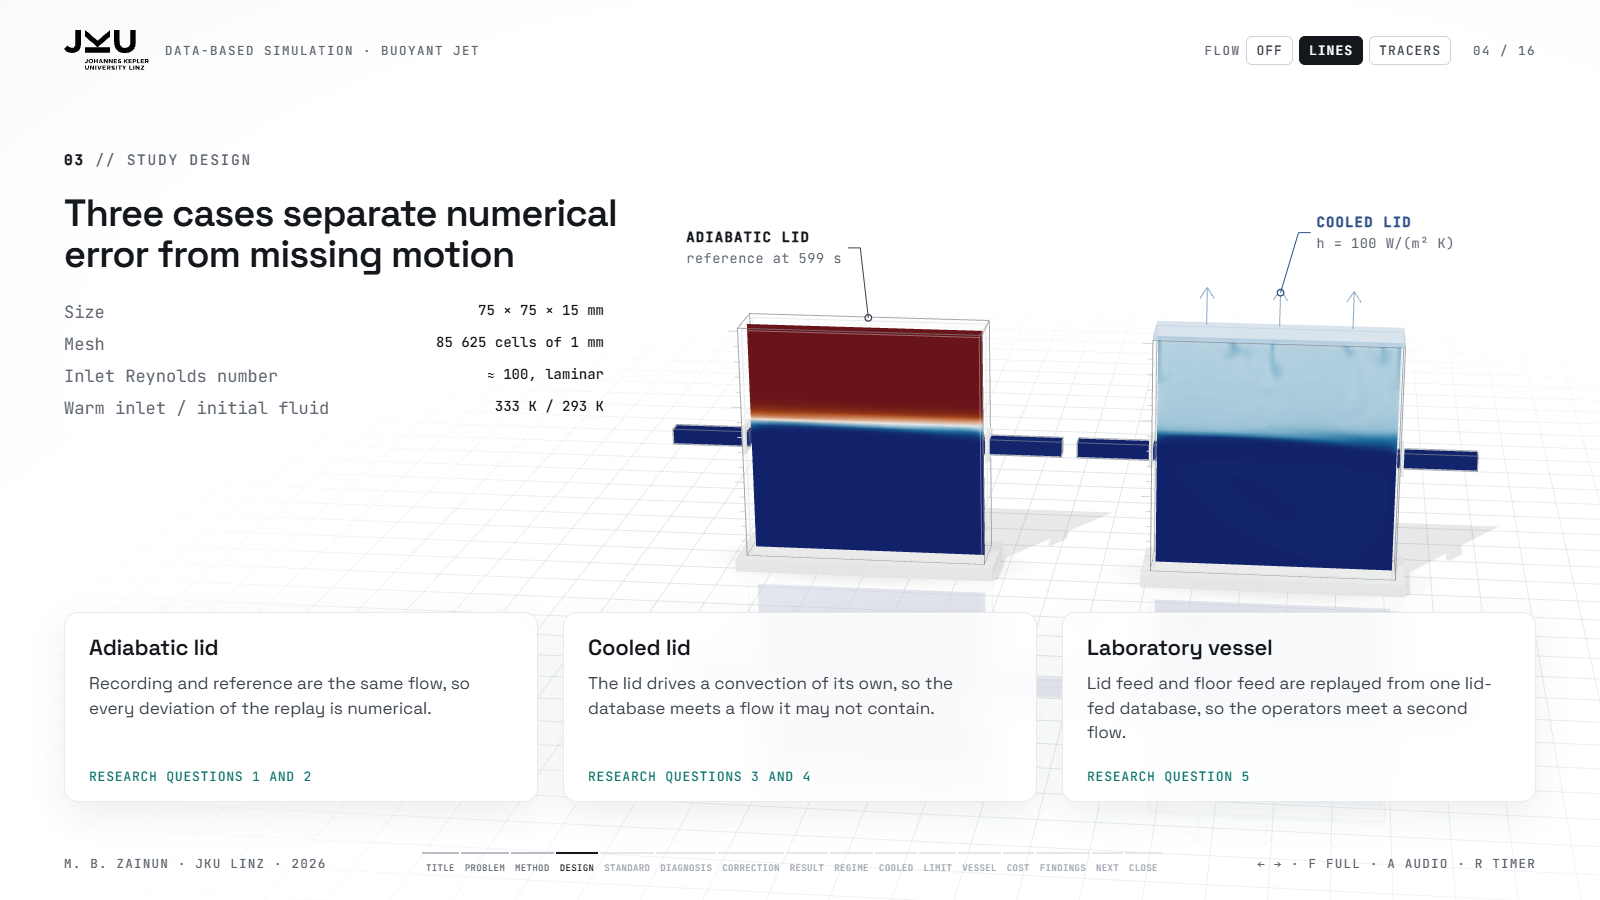 JKU
JOHANNES KEPLER
UNIVERSITY LINZ
DATA-BASED SIMULATION · BUOYANT JET
FLOW OFF LINES TRACERS 04 / 16
03 // STUDY DESIGN
Three cases separate numerical
error from missing motion
Size 75 × 75 × 15 mm
Mesh 85 625 cells of 1 mm
Inlet Reynolds number ≈ 100, laminar
Warm inlet / initial fluid 333 K / 293 K
ADIABATIC LID
reference at 599 s
COOLED LID
h = 100 W/(m² K)
Adiabatic lid
Recording and reference are the same flow, so
every deviation of the replay is numerical.
RESEARCH QUESTIONS 1 AND 2
Cooled lid
The lid drives a convection of its own, so the
database meets a flow it may not contain.
RESEARCH QUESTIONS 3 AND 4
Laboratory vessel
Lid feed and floor feed are replayed from one lid-
fed database, so the operators meet a second
flow.
RESEARCH QUESTION 5
M. B. ZAINUN · JKU LINZ · 2026
TITLE PROBLEM METHOD DESIGN STANDARD DIAGNOSIS CORRECTION RESULT REGIME COOLED LIMIT VESSEL COST FINDINGS NEXT CLOSE
← → · F FULL · A AUDIO · R TIMER